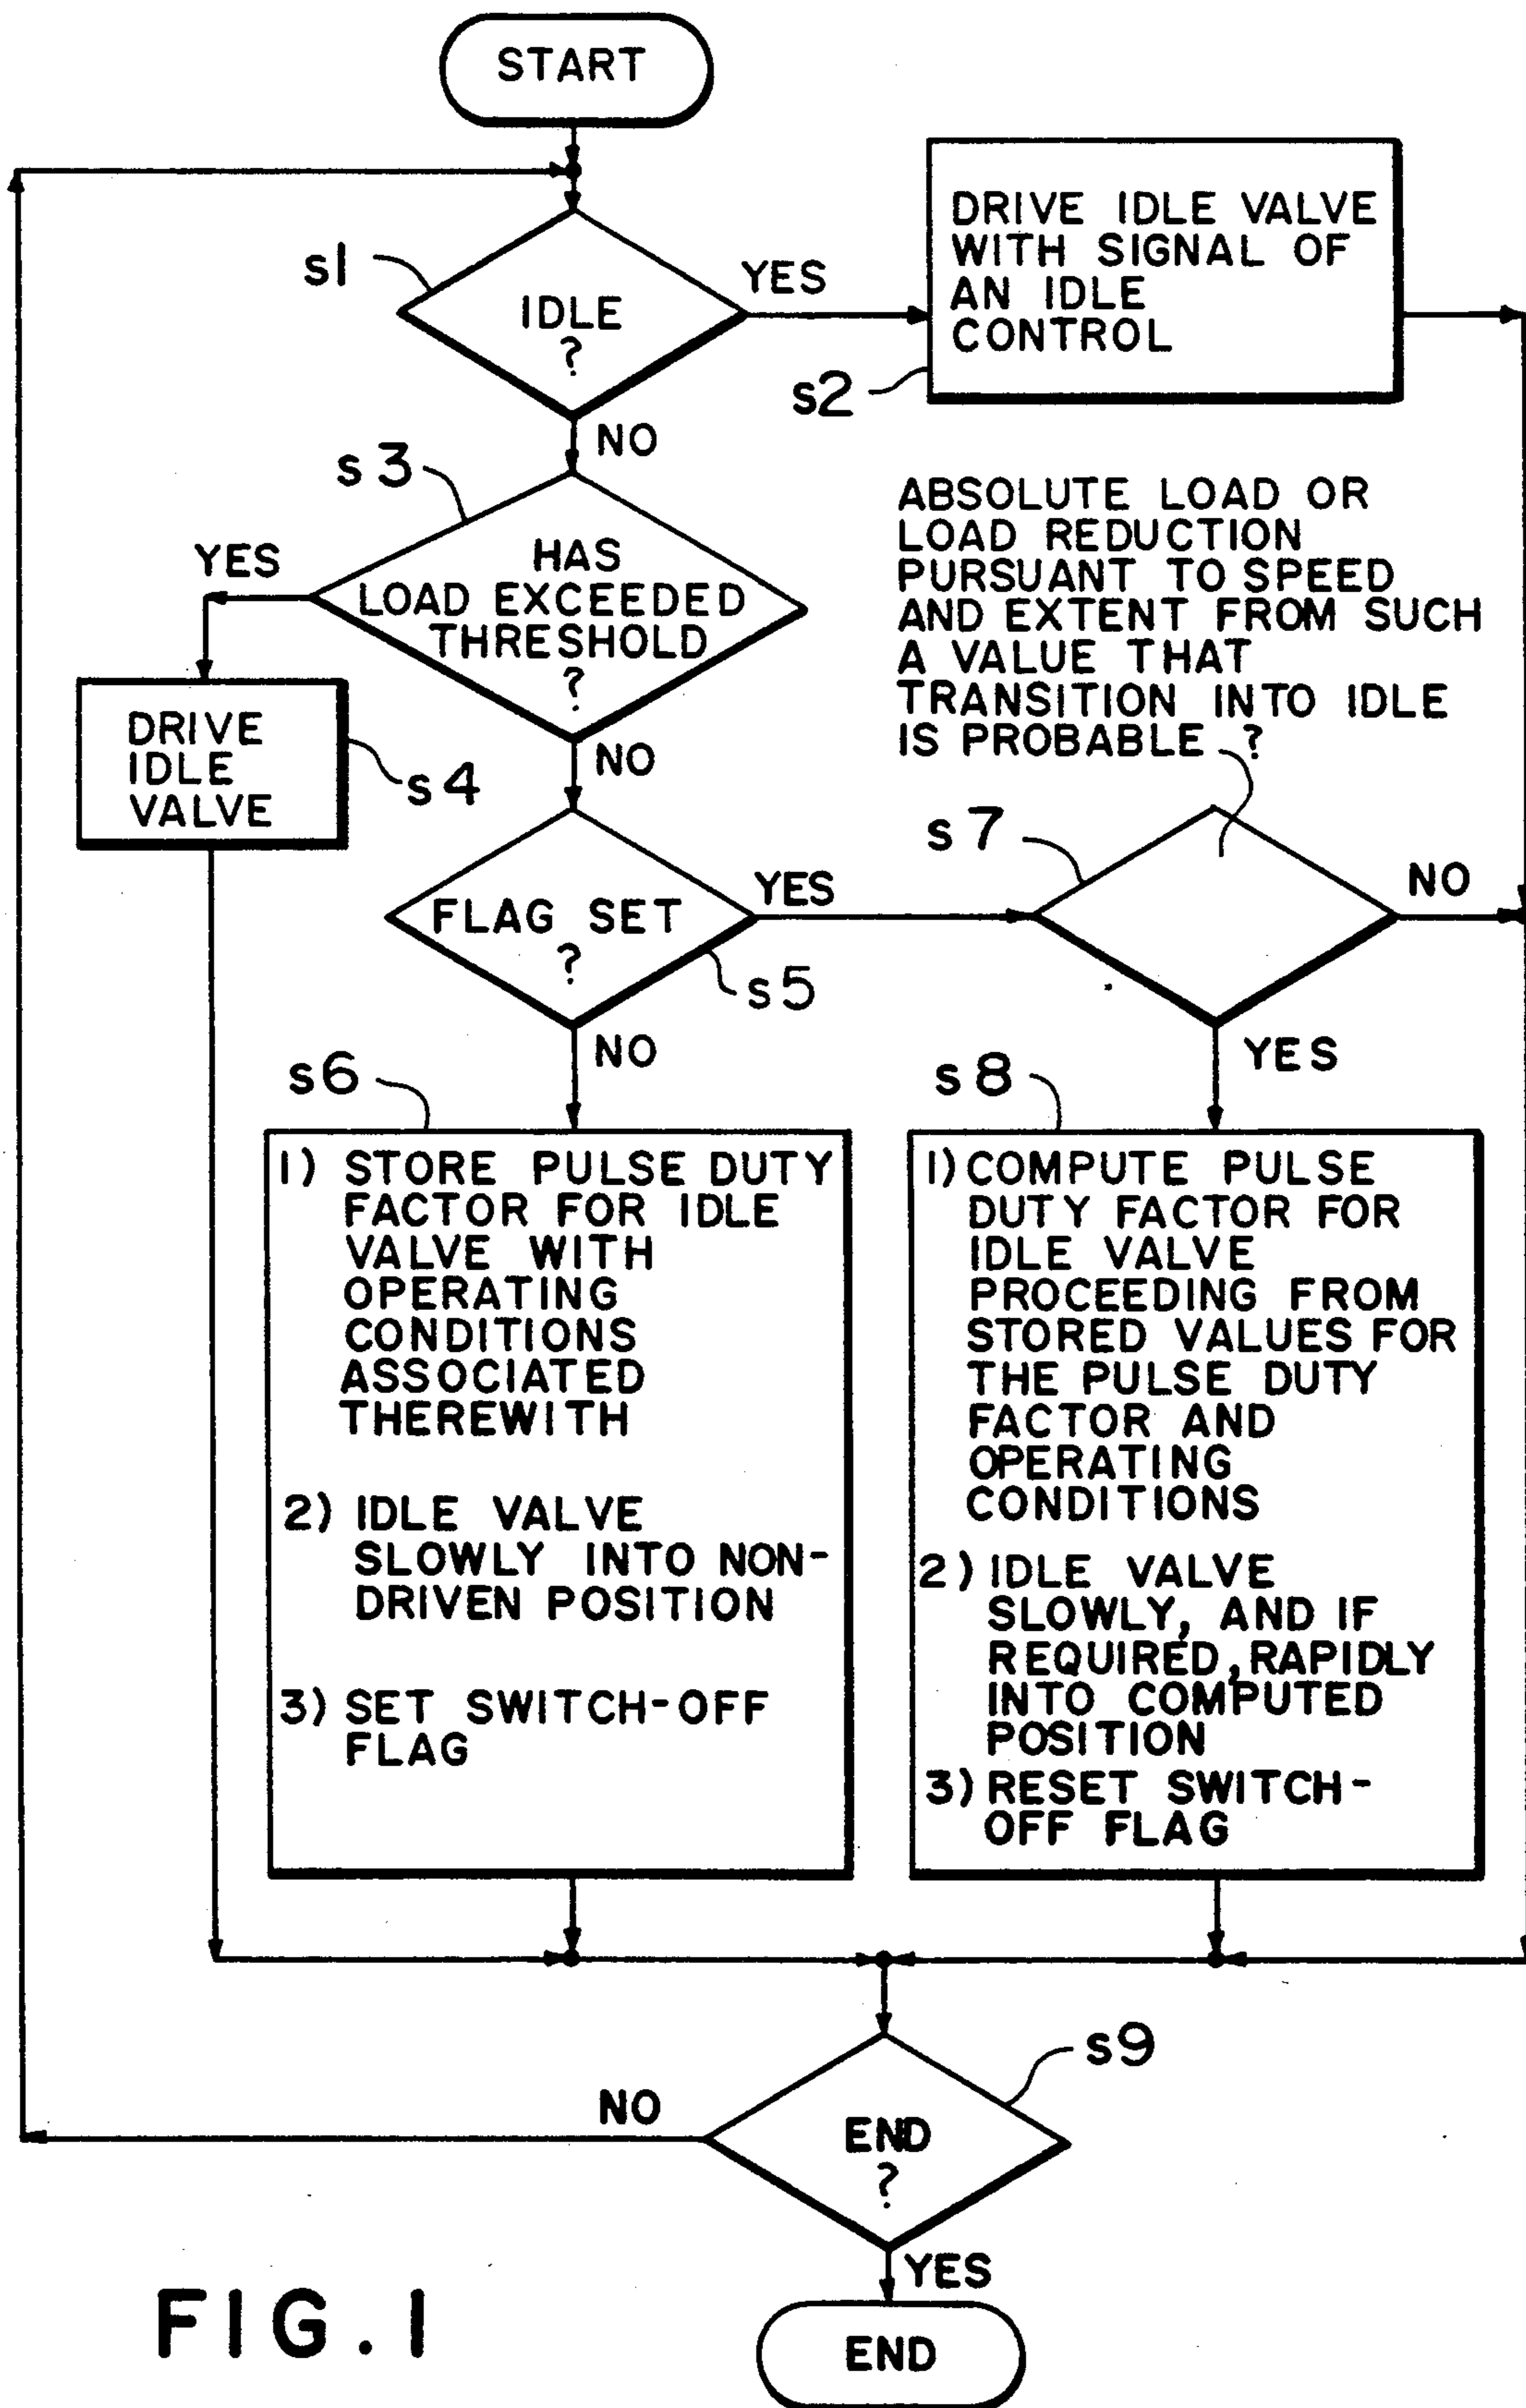 START
s1
IDLE
?
YES
NO
DRIVE IDLE VALVE
WITH SIGNAL OF
AN IDLE
CONTROL
s2
s3
HAS
LOAD EXCEEDED
THRESHOLD
?
YES
NO
DRIVE
IDLE
VALVE
s4
ABSOLUTE LOAD OR
LOAD REDUCTION
PURSUANT TO SPEED
AND EXTENT FROM SUCH
A VALUE THAT
TRANSITION INTO IDLE
IS PROBABLE ?
FLAG SET
?
YES
s5
NO
s7
NO
YES
s6
1) STORE PULSE DUTY
FACTOR FOR IDLE
VALVE WITH
OPERATING
CONDITIONS
ASSOCIATED
THEREWITH
2) IDLE VALVE
SLOWLY INTO NON-
DRIVEN POSITION
3) SET SWITCH-OFF
FLAG
s8
1) COMPUTE PULSE
DUTY FACTOR FOR
IDLE VALVE
PROCEEDING FROM
STORED VALUES FOR
THE PULSE DUTY
FACTOR AND
OPERATING
CONDITIONS
2) IDLE VALVE
SLOWLY, AND IF
REQUIRED, RAPIDLY
INTO COMPUTED
POSITION
3) RESET SWITCH-
OFF FLAG
s9
NO
END
?
YES
END
FIG. 1